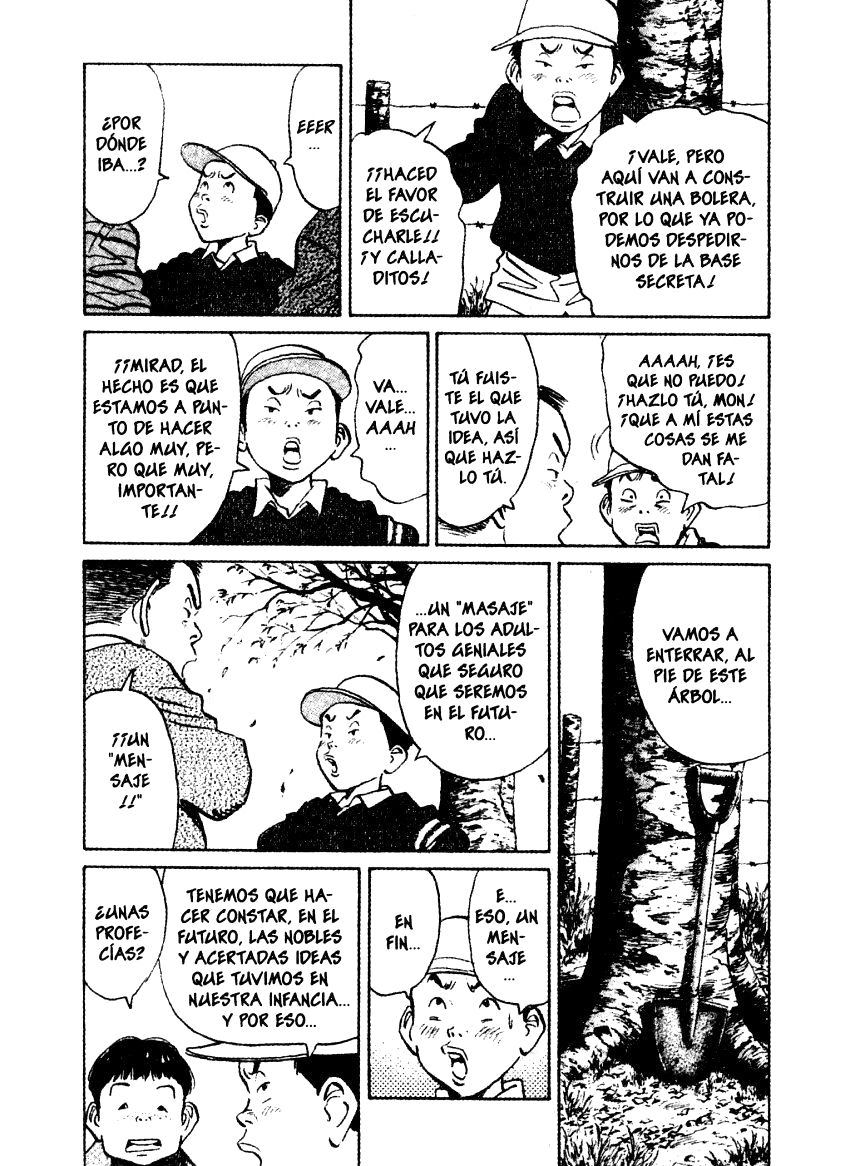 ¡VALE, PERO
AQUÍ VAN A CONS-
TRUIR UNA BOLERA,
POR LO QUE YA PO-
DEMOS DESPEDIR-
NOS DE LA BASE
SECRETA!
¡¡HACED
EL FAVOR
DE ESCU-
CHARLE!!
¡Y CALLA-
DITOS!
EEER
...
¿POR
DÓNDE
IBA...?
AAAAH, ¡ES
QUE NO PUEDO!
¡HAZLO TÚ, MON!
¡QUE A MÍ ESTAS
COSAS SE ME
DAN FA-
TAL!
TÚ FUIS-
TE EL QUE
TUVO LA
IDEA, ASÍ
QUE HAZ-
LO TÚ.
VA...
VALE...
AAAH
...
¡¡MIRAD, EL
HECHO ES QUE
ESTAMOS A PUN-
TO DE HACER
ALGO MUY, PE-
RO QUE MUY,
IMPORTAN-
TE!!
VAMOS A
ENTERRAR, AL
PIE DE ESTE
ÁRBOL...
...UN "MASAJE"
PARA LOS ADUL-
TOS GENIALES
QUE SEGURO
QUE SEREMOS
EN EL FUTU-
RO...
¡¡UN
"MEN-
SAJE
!!"
E...
ESO, UN
MEN-
SAJE
...
EN
FIN...
TENEMOS QUE HA-
CER CONSTAR, EN EL
FUTURO, LAS NOBLES
Y ACERTADAS IDEAS
QUE TUVIMOS EN
NUESTRA INFANCIA...
Y POR ESO...
¿UNAS
PROFE-
CÍAS?